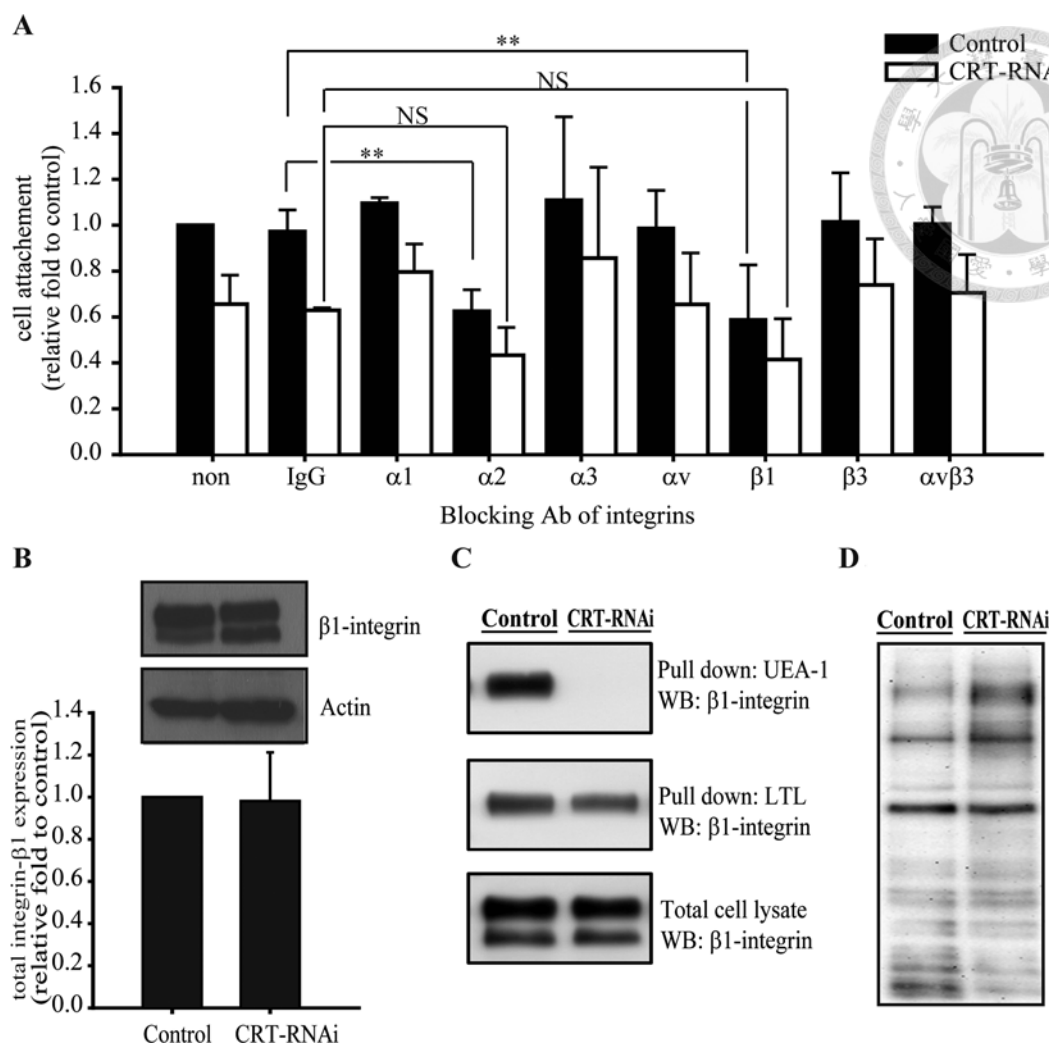 A
Control
CRT-RNA
**
NS
NS
**
1.6
1.4
1.2
1.0
0.8
0.6
0.4
0.2
0.0
cell attachement
(relative fold to control)
non IgG α1 α2 α3 αv β1 β3 αvβ3
Blocking Ab of integrins
B
β1-integrin
Actin
1.4
1.2
1.0
0.8
0.6
0.4
0.2
0.0
total integrin-β1 expression
(relative fold to control)
Control CRT-RNAi
C
Control CRT-RNAi
Pull down: UEA-1
WB: β1-integrin
Pull down: LTL
WB: β1-integrin
Total cell lysate
WB: β1-integrin
D
Control CRT-RNAi